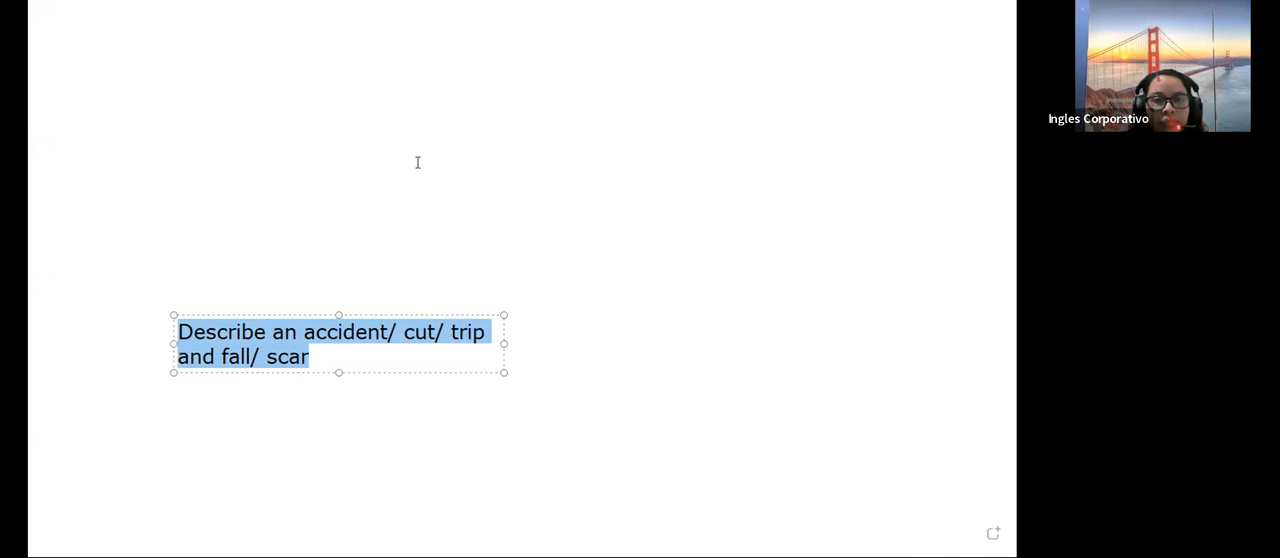 Describe an accident/ cut/ trip
and fall/ scar
Ingles Corporativo